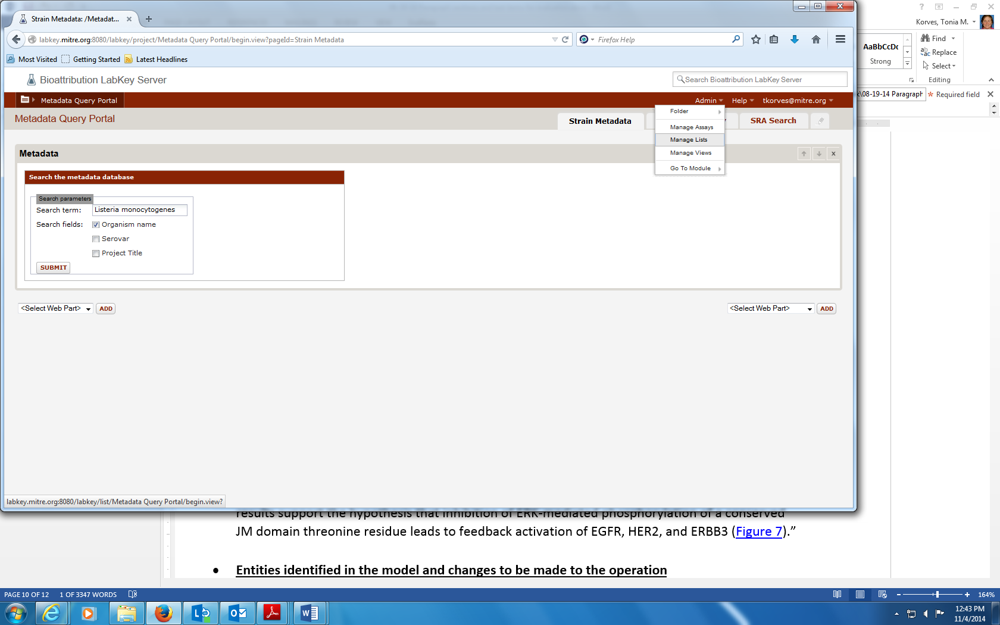 Strain Metadata: /Metadat...
labkey.mitre.org:8080/labkey/project/Metadata Query Portal/begin.view?pageId=Strain Metadata
Firefox Help
Most Visited Getting Started Latest Headlines
Bioattribution LabKey Server
Search Bioattribution LabKey Server
Metadata Query Portal
Admin Help tkorves@mitre.org
Metadata Query Portal
Strain Metadata
SRA Search
Folder
Manage Assays
Manage Lists
Manage Views
Go To Module
Metadata
Search the metadata database
Search parameters
Search term: Listeria monocytogenes
Search fields: Organism name
Serovar
Project Title
SUBMIT
<Select Web Part> ADD
<Select Web Part> ADD
labkey.mitre.org:8080/labkey/list/Metadata Query Portal/begin.view?
Korves, Tonia M.
AaBbCcDc
Strong
Find
Replace
Select
Editing
\08-19-14 Paragraph * Required field
results support the hypothesis that inhibition of ERK-mediated phosphorylation of a conserved
JM domain threonine residue leads to feedback activation of EGFR, HER2, and ERBB3 (Figure 7).”
• Entities identified in the model and changes to be made to the operation
PAGE 10 OF 12 1 OF 3347 WORDS
164%
12:43 PM
11/4/2014